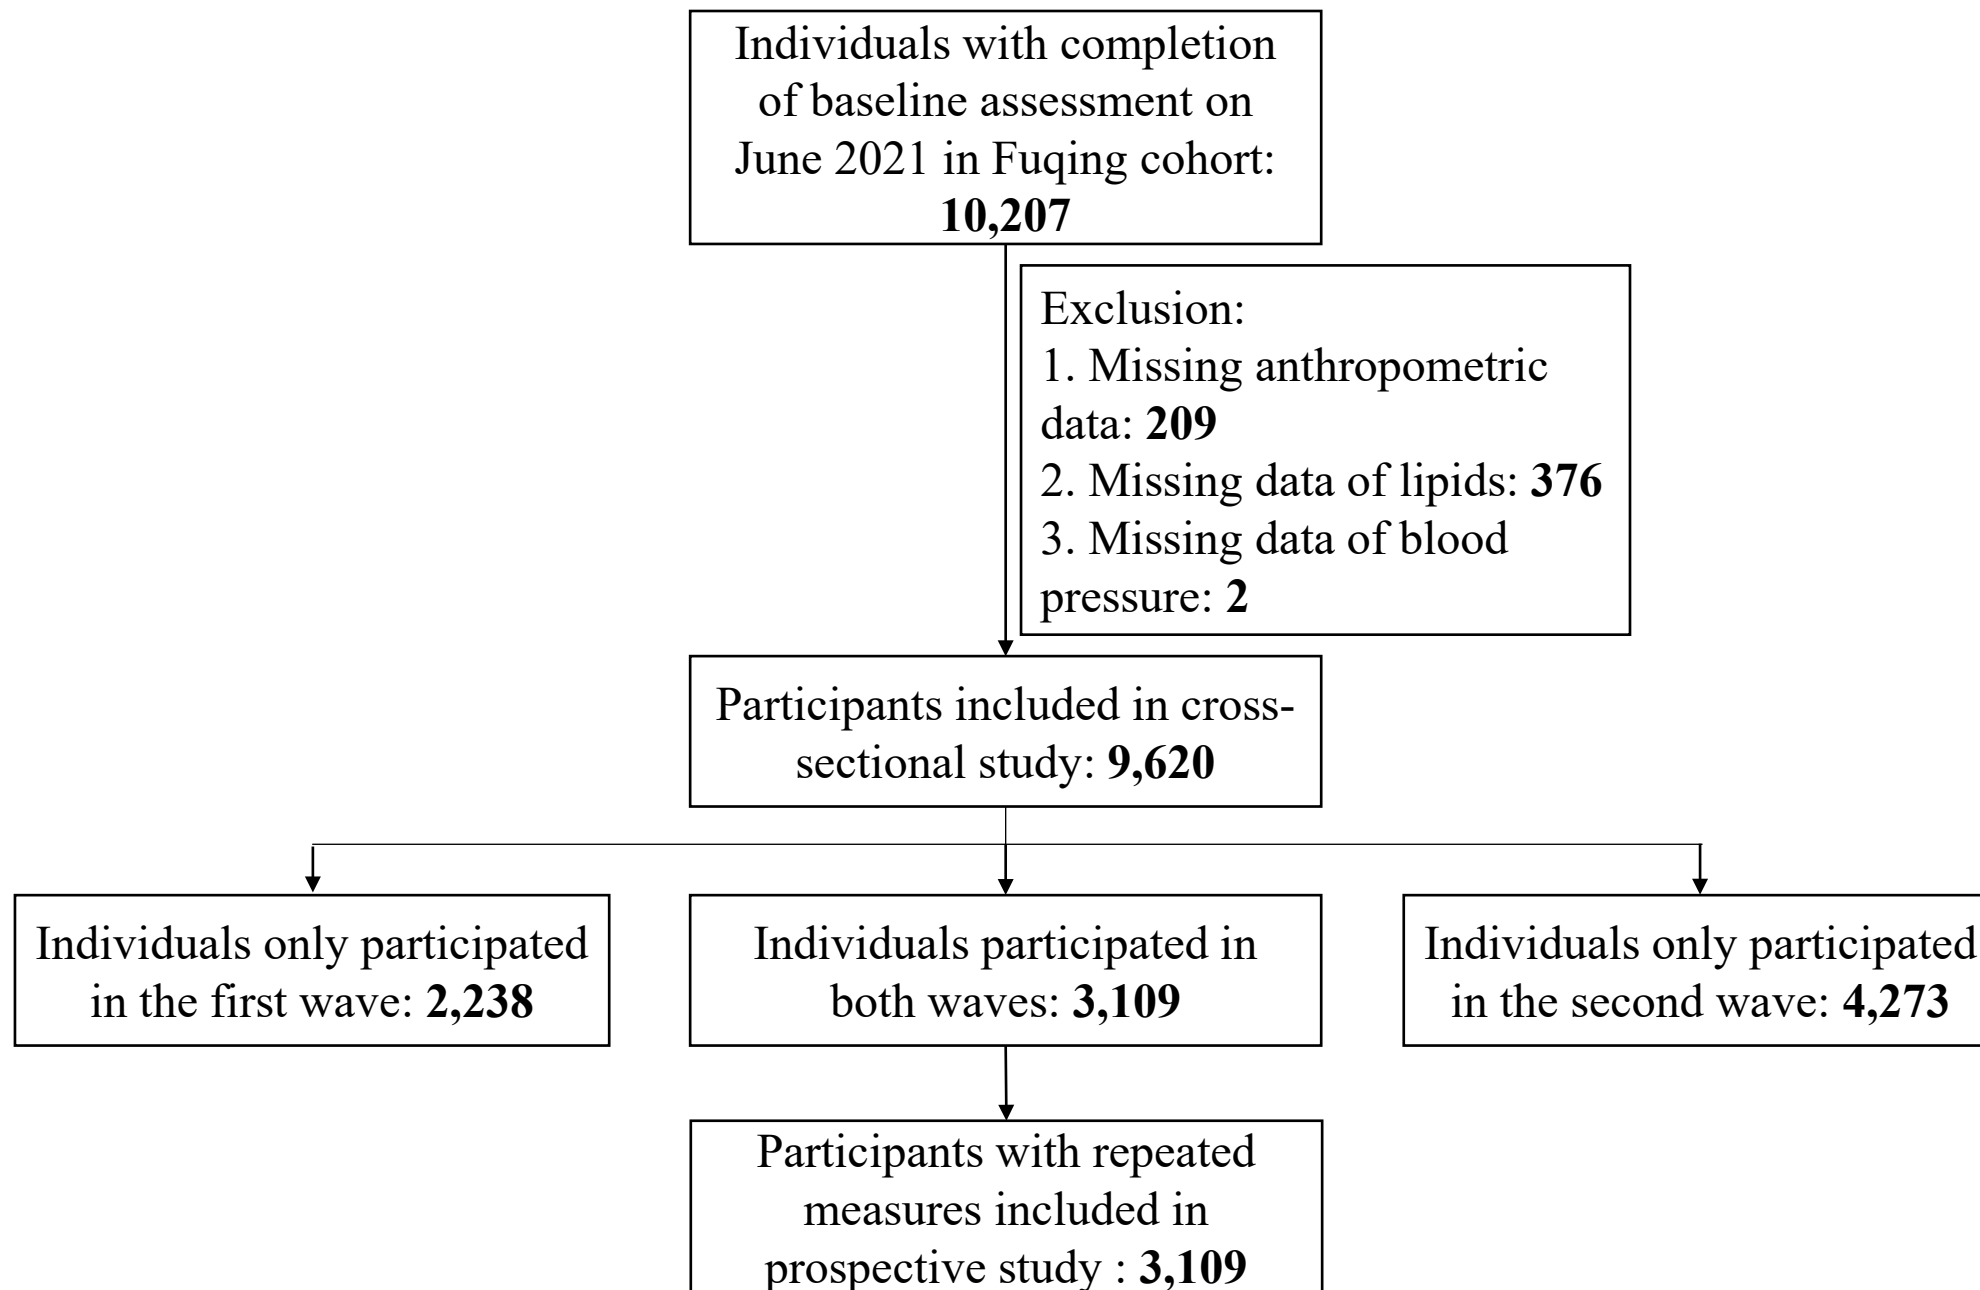 Individuals with completion
of baseline assessment on
June 2021 in Fuqing cohort:
10,207
Exclusion:
1. Missing anthropometric
data: 209
2. Missing data of lipids: 376
3. Missing data of blood
pressure: 2
Participants included in cross-
sectional study: 9,620
Individuals only participated
in the first wave: 2,238
Individuals participated in
both waves: 3,109
Individuals only participated
in the second wave: 4,273
Participants with repeated
measures included in
prospective study : 3,109